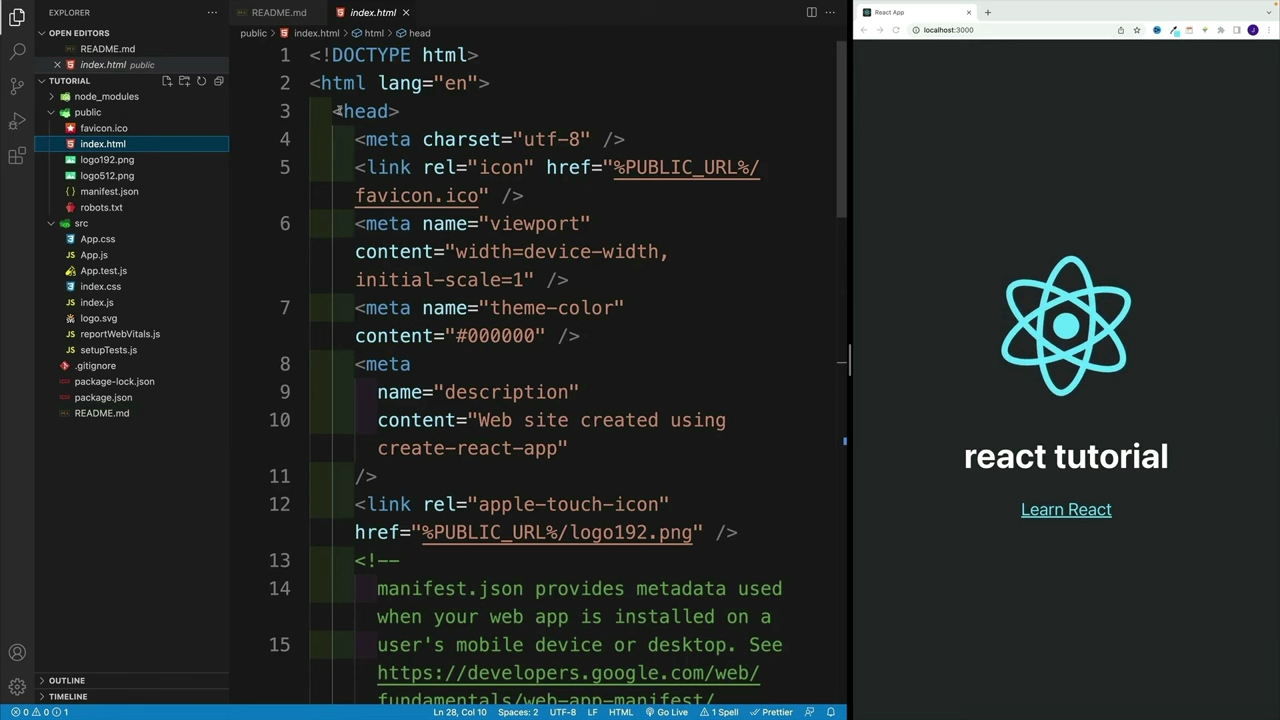 EXPLORER
OPEN EDITORS
README.md
index.html public
TUTORIAL
node_modules
public
favicon.ico
index.html
logo192.png
logo512.png
manifest.json
robots.txt
src
App.css
App.js
App.test.js
index.css
index.js
logo.svg
reportWebVitals.js
setupTests.js
.gitignore
package-lock.json
package.json
README.md
OUTLINE
TIMELINE
README.md
index.html
public > index.html > html > head
1 <!DOCTYPE html>
2 <html lang="en">
3 <head>
4 <meta charset="utf-8" />
5 <link rel="icon" href="%PUBLIC_URL%/
favicon.ico" />
6 <meta name="viewport"
content="width=device-width,
initial-scale=1" />
7 <meta name="theme-color"
content="#000000" />
8 <meta
9 name="description"
10 content="Web site created using
create-react-app"
11 />
12 <link rel="apple-touch-icon"
href="%PUBLIC_URL%/logo192.png" />
13 <!--
14 manifest.json provides metadata used
when your web app is installed on a
15 user's mobile device or desktop. See
https://developers.google.com/web/
fundamentals/web-app-manifest/
0 0 1
Ln 28, Col 10 Spaces: 2 UTF-8 LF HTML Go Live 1 Spell Prettier
React App
localhost:3000
J
react tutorial
Learn React